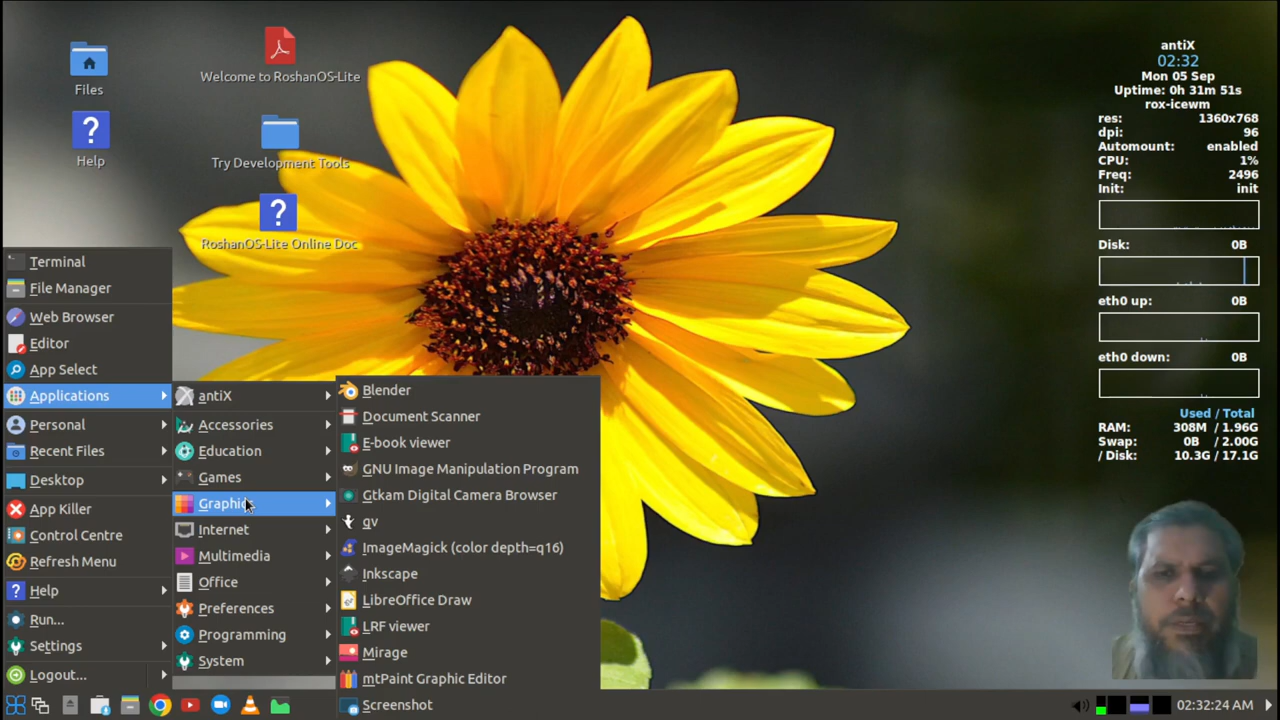 Files
Welcome to RoshanOS-Lite
Help
Try Development Tools
RoshanOS-Lite Online Doc
antiX
02:32
Mon 05 Sep
Uptime: 0h 31m 51s
rox-icewm
res: 1360x768
dpi: 96
Automount: enabled
CPU: 1%
Freq: 2496
Init: init
Disk: 0B
eth0 up: 0B
eth0 down: 0B
Used / Total
RAM: 308M / 1.96G
Swap: 0B / 2.00G
/ Disk: 10.3G / 17.1G
Terminal
File Manager
Web Browser
Editor
App Select
Applications
Personal
Recent Files
Desktop
App Killer
Control Centre
Refresh Menu
Help
Run...
Settings
Logout...
antiX
Accessories
Education
Games
Graphics
Internet
Multimedia
Office
Preferences
Programming
System
Blender
Document Scanner
E-book viewer
GNU Image Manipulation Program
Gtkam Digital Camera Browser
gv
ImageMagick (color depth=q16)
Inkscape
LibreOffice Draw
LRF viewer
Mirage
mtPaint Graphic Editor
Screenshot
02:32:24 AM